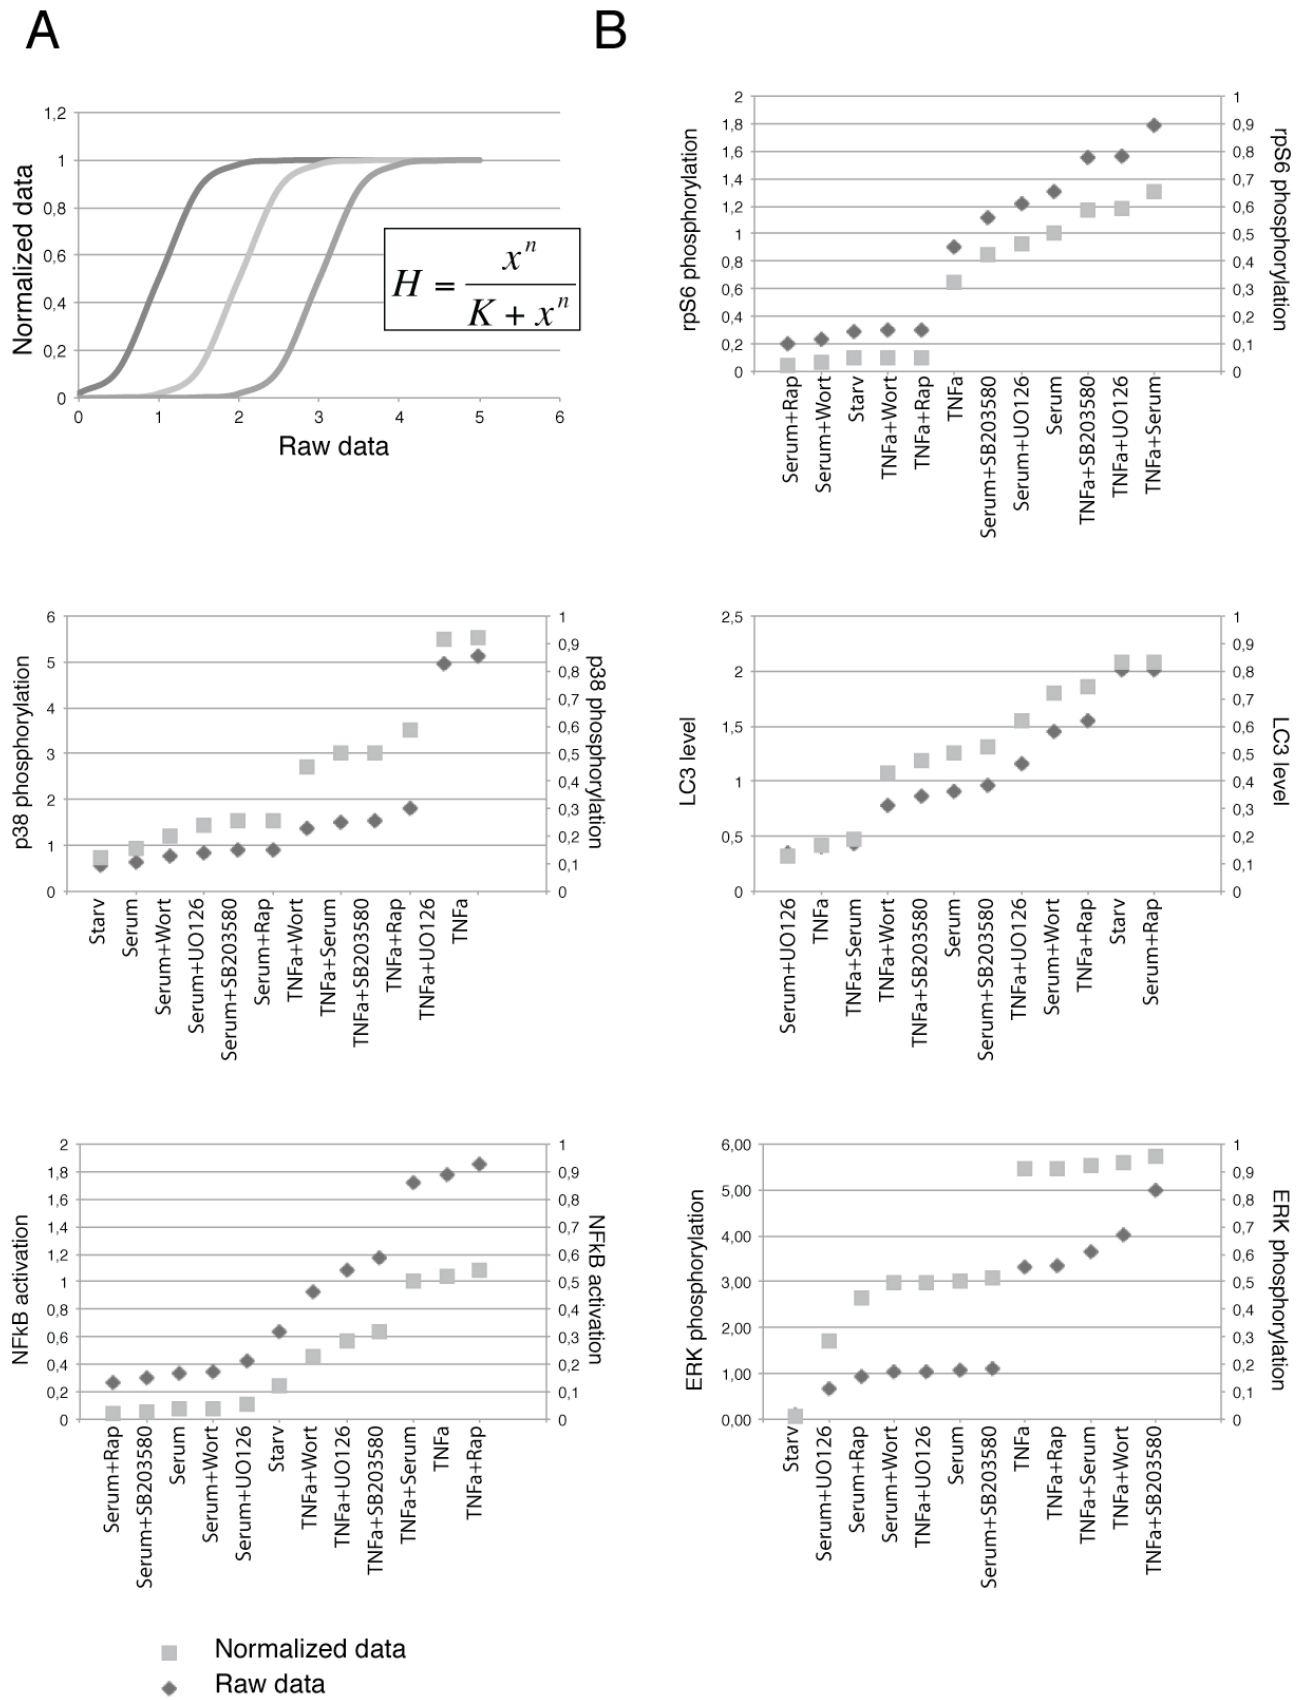 A
B
1,2
1
0,8
0,6
0,4
0,2
0
0 1 2 3 4 5 6
Normalized data
Raw data
H = x^n / K + x^n
2
1,8
1,6
1,4
1,2
1
0,8
0,6
0,4
0,2
0
1
0,9
0,8
0,7
0,6
0,5
0,4
0,3
0,2
0,1
0
rpS6 phosphorylation
rpS6 phosphorylation
Serum+Rap
Serum+Wort
Starv
TNFa+Wort
TNFa+Rap
TNFa
Serum+SB203580
Serum+UO126
Serum
TNFa+SB203580
TNFa+UO126
TNFa+Serum
6
5
4
3
2
1
0
1
0,9
0,8
0,7
0,6
0,5
0,4
0,3
0,2
0,1
0
p38 phosphorylation
p38 phosphorylation
Starv
Serum
Serum+Wort
Serum+UO126
Serum+SB203580
Serum+Rap
TNFa+Wort
TNFa+Serum
TNFa+SB203580
TNFa+Rap
TNFa+UO126
TNFa
2,5
2
1,5
1
0,5
0
1
0,9
0,8
0,7
0,6
0,5
0,4
0,3
0,2
0,1
0
LC3 level
LC3 level
Serum+UO126
TNFa
TNFa+Serum
TNFa+Wort
TNFa+SB203580
Serum
Serum+SB203580
TNFa+UO126
Serum+Wort
TNFa+Rap
Starv
Serum+Rap
2
1,8
1,6
1,4
1,2
1
0,8
0,6
0,4
0,2
0
1
0,9
0,8
0,7
0,6
0,5
0,4
0,3
0,2
0,1
0
NFkB activation
NFkB activation
Serum+Rap
Serum+SB203580
Serum
Serum+Wort
Serum+UO126
Starv
TNFa+Wort
TNFa+UO126
TNFa+SB203580
TNFa+Serum
TNFa
TNFa+Rap
6,00
5,00
4,00
3,00
2,00
1,00
0,00
1
0,9
0,8
0,7
0,6
0,5
0,4
0,3
0,2
0,1
0
ERK phosphorylation
ERK phosphorylation
Starv
Serum+UO126
Serum+Rap
Serum+Wort
TNFa+UO126
Serum
Serum+SB203580
TNFa
TNFa+Rap
TNFa+Serum
TNFa+Wort
TNFa+SB203580
Normalized data
Raw data